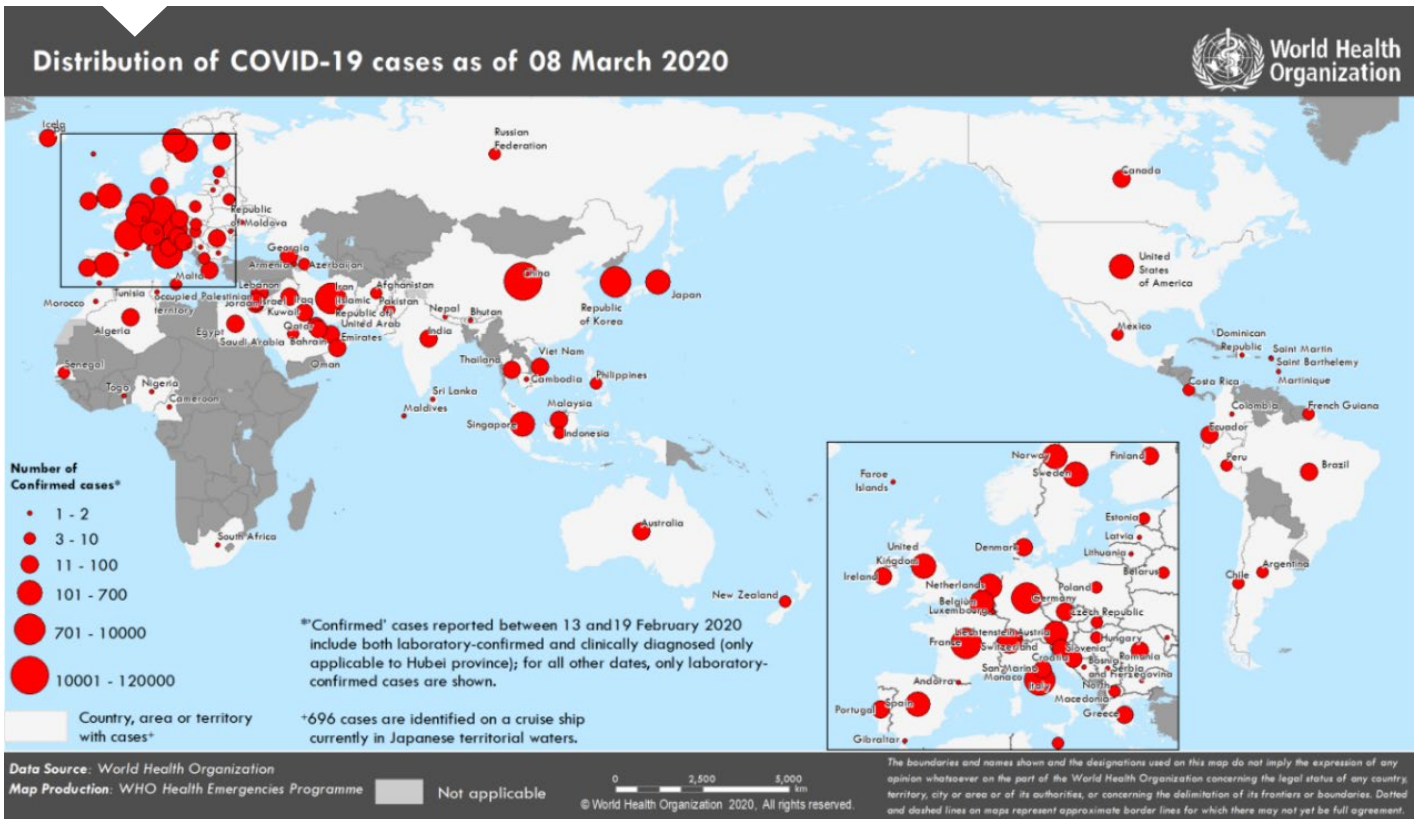 Distribution of COVID-19 cases as of 08 March 2020
World Health
Organization
Russian
Federation
Canada
Republic
of Moldova
Georgia
Armenia
Azerbaijan
Malta
Lebanon
Iran
Afghanistan
China
United
States
of America
Morocco
Tunisia
occupied Palestinian
territory
Jordan
Israel
Iraq
(Islamic
Republic of)
Pakistan
Kuwait
Nepal
Bhutan
Republic
of Korea
Japan
Algeria
Egypt
Qatar
United Arab
Emirates
Saudi Arabia
Bahrain
India
Mexico
Dominican
Republic
Saint Martin
Saint Barthelemy
Martinique
Oman
Thailand
Viet Nam
Cambodia
Philippines
Senegal
Togo
Nigeria
Cameroon
Sri Lanka
Maldives
Costa Rica
Colombia
French Guiana
Malaysia
Singapore
Indonesia
Ecuador
Peru
Brazil
Number of
Confirmed cases*
1 - 2
3 - 10
11 - 100
101 - 700
701 - 10000
10001 - 120000
South Africa
Australia
New Zealand
Chile
Argentina
Norway
Sweden
Finland
Faroe
Islands
Estonia
Latvia
Lithuania
Belarus
United
Kingdom
Denmark
Ireland
Netherlands
Poland
Belgium
Germany
Luxembourg
Czech Republic
France
Liechtenstein
Austria
Switzerland
Hungary
Slovenia
Croatia
Romania
San Marino
Bosnia
and Herzegovina
Serbia
Monaco
Italy
Andorra
North
Macedonia
Portugal
Spain
Greece
Gibraltar
*'Confirmed' cases reported between 13 and 19 February 2020
include both laboratory-confirmed and clinically diagnosed (only
applicable to Hubei province); for all other dates, only laboratory-
confirmed cases are shown.
+696 cases are identified on a cruise ship
currently in Japanese territorial waters.
Country, area or territory
with cases+
Data Source: World Health Organization
Map Production: WHO Health Emergencies Programme
Not applicable
0 2,500 5,000
km
© World Health Organization 2020, All rights reserved.
The boundaries and names shown and the designations used on this map do not imply the expression of any
opinion whatsoever on the part of the World Health Organization concerning the legal status of any country,
territory, city or area or of its authorities, or concerning the delimitation of its frontiers or boundaries. Dotted
and dashed lines on maps represent approximate border lines for which there may not yet be full agreement.